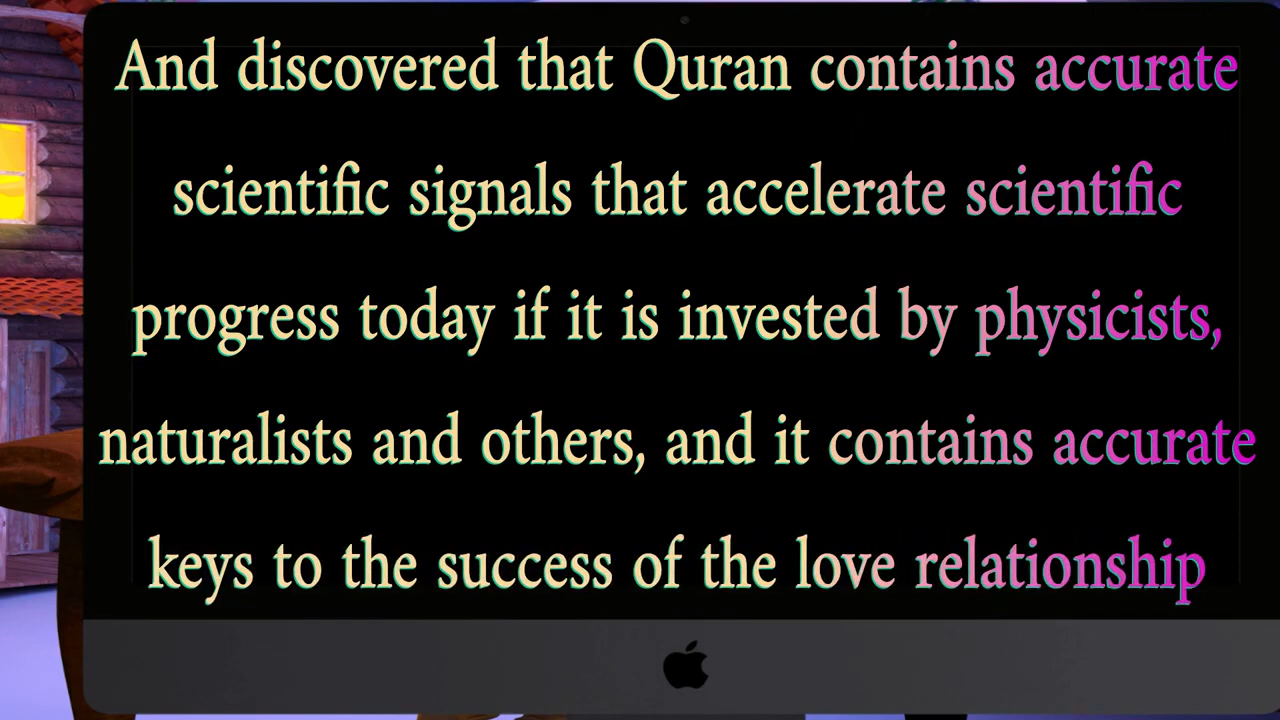 And discovered that Quran contains accurate
scientific signals that accelerate scientific
progress today if it is invested by physicists,
naturalists and others, and it contains accurate
keys to the success of the love relationship